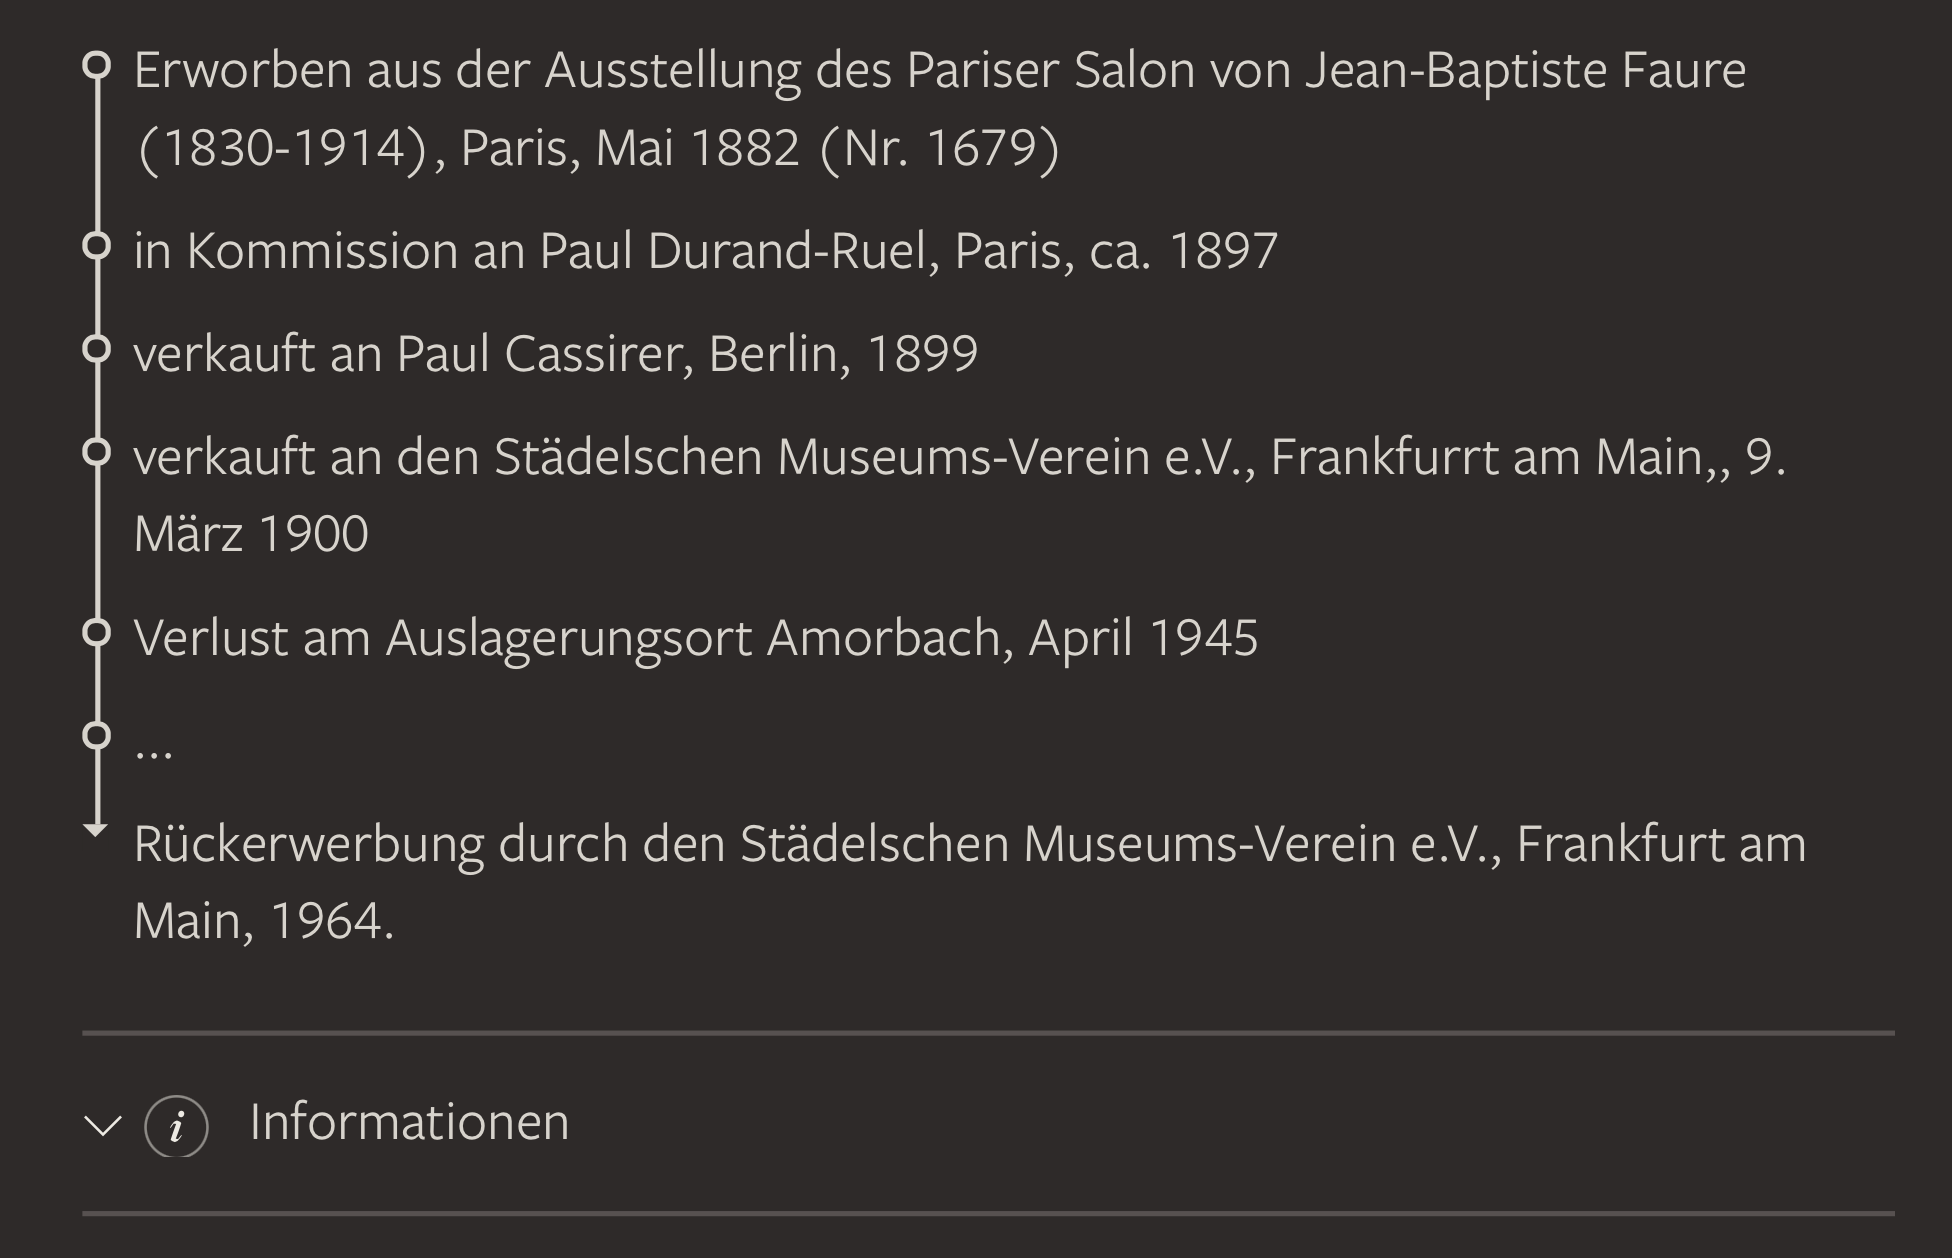 Erworben aus der Ausstellung des Pariser Salon von Jean-Baptiste Faure
(1830-1914), Paris, Mai 1882 (Nr. 1679)
in Kommission an Paul Durand-Ruel, Paris, ca. 1897
verkauft an Paul Cassirer, Berlin, 1899
verkauft an den Städelschen Museums-Verein e.V., Frankfurrt am Main,, 9.
März 1900
Verlust am Auslagerungsort Amorbach, April 1945
...
Rückerwerbung durch den Städelschen Museums-Verein e.V., Frankfurt am
Main, 1964.
i Informationen